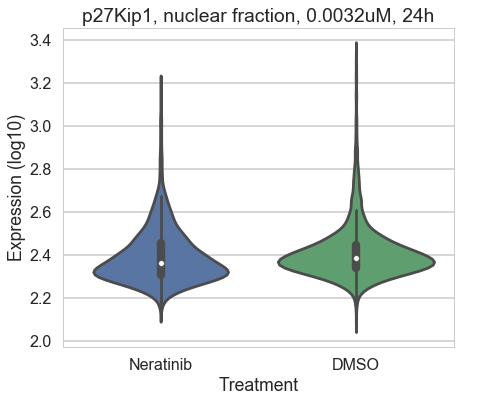 p27Kip1, nuclear fraction, 0.0032uM, 24h
3.4
3.2
3.0
2.8
2.6
2.4
2.2
2.0
Expression (log10)
Neratinib DMSO
Treatment